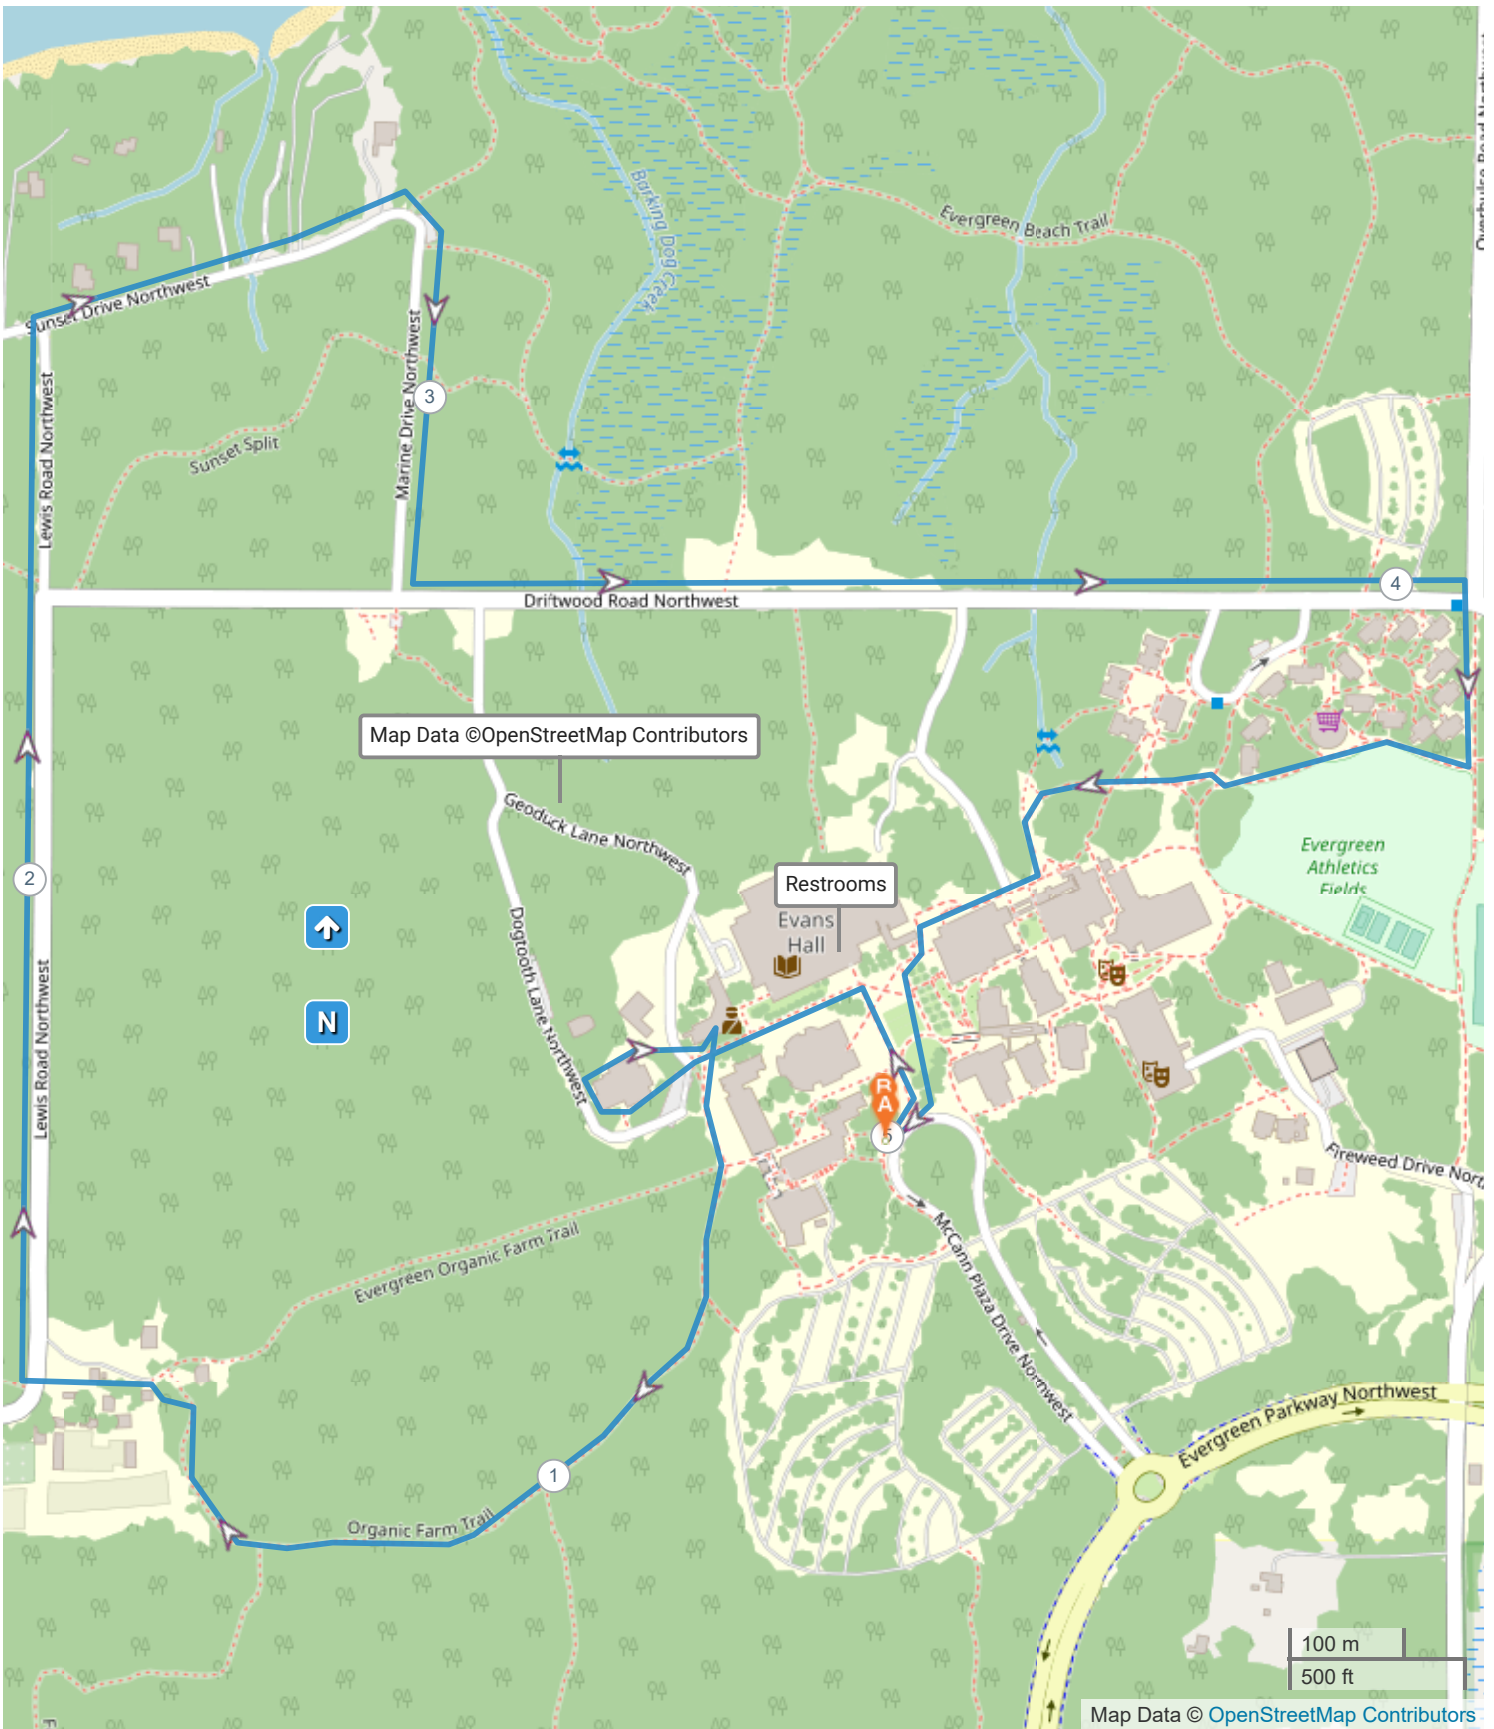 Overhulse Road Northwest
Barking Dog Creek
Evergreen Beach Trail
Sunset Drive Northwest
Marine Drive Northwest
Lewis Road Northwest
3
Sunset Split
4
Driftwood Road Northwest
Map Data ©OpenStreetMap Contributors
Geoduck Lane Northwest
Evergreen
Athletics
Fields
2
Restrooms
Evans
Hall
Dogtooth Lane Northwest
N
Lewis Road Northwest
B
A
5
Fireweed Drive Nort
Evergreen Organic Farm Trail
McCann Plaza Drive Northwest
Evergreen Parkway Northwest
1
Organic Farm Trail
100 m
500 ft
Map Data © OpenStreetMap Contributors